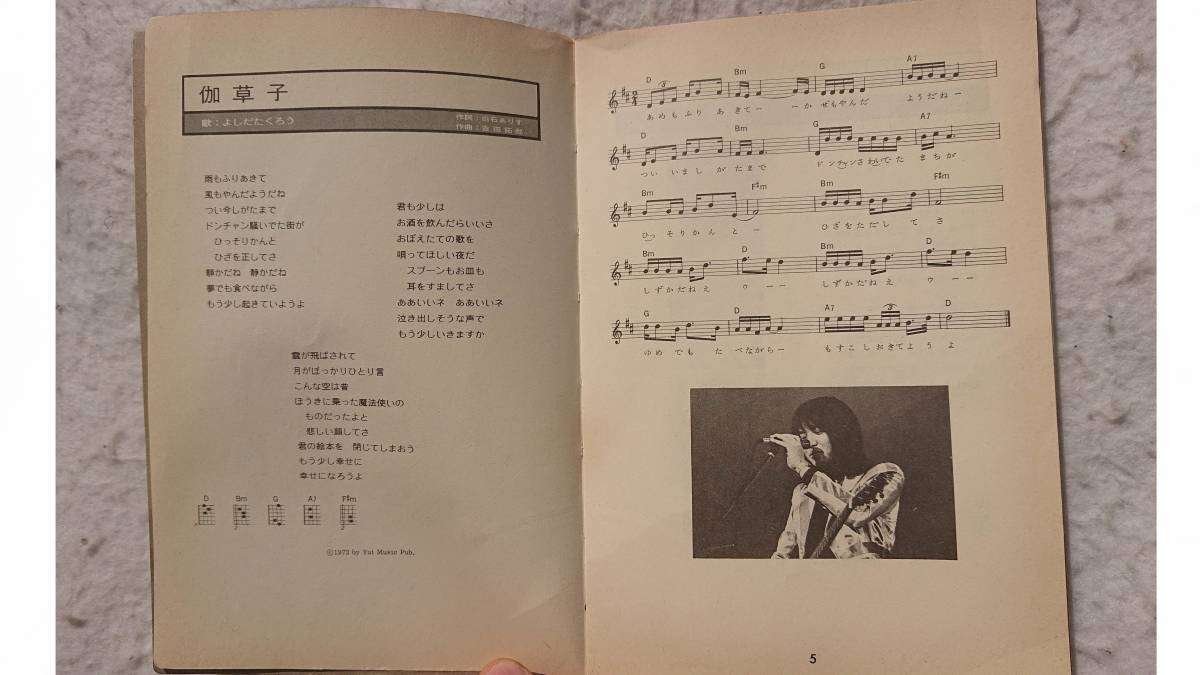 伽草子
歌：よしだたくろう
作詞：白石ありす
作曲：吉田拓郎
雨もふりあきて
風もやんだようだね
つい今しがたまで
ドンチャン騒いでた街が
ひっそりかんと
ひざを正してさ
静かだね 静かだね
夢でも食べながら
もう少し起きていようよ
君も少しは
お酒を飲んだらいいさ
おぼえたての歌を
唄ってほしい夜だ
スプーンもお皿も
耳をすましてさ
ああいいネ ああいいネ
泣き出しそうな声で
もう少しいきますか
雲が飛ばされて
月がぽっかりひとり言
こんな空は昔
ほうきに乗った魔法使いの
ものだったよと
悲しい顔してさ
君の絵本を 閉じてしまおう
もう少し幸せに
幸せになろうよ
D Bm G A7 F#m
©1973 by Yui Music Pub.
D Bm G A7
3
あめもふり あきてー ーかぜもやんだ ようだねー
D Bm G A7
つい いまし がたまで ドンチャンさわいでた まちが
Bm F#m Bm F#m
ひっ そりかん とー ひざをただし て さ
Bm D Bm D
しずかだねえ ゥーー しずかだねえ ゥーー
G D A7 3 D
ゆめ でも た べながらー もすこしおきてよ うよ
5